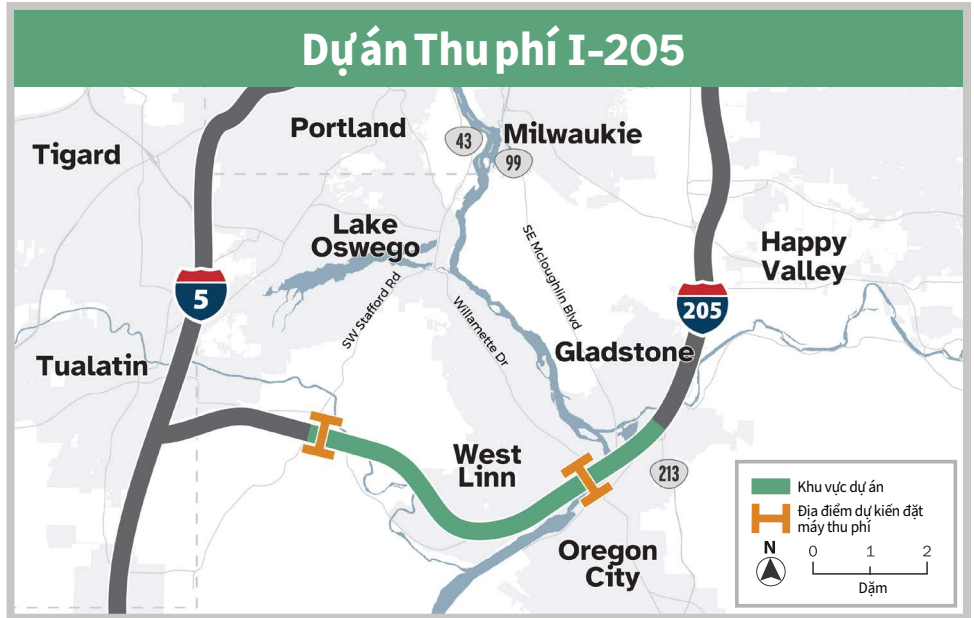 Dự án Thu phí I-205
Portland
43
Milwaukie
99
Tigard
Lake
Oswego
SE Mcloughlin Blvd
Happy
Valley
5
205
SW Stafford Rd
Willamette Dr
Tualatin
Gladstone
West
Linn
213
Oregon
City
Khu vực dự án
Địa điểm dự kiến đặt
máy thu phí
N
0 1 2
Dặm